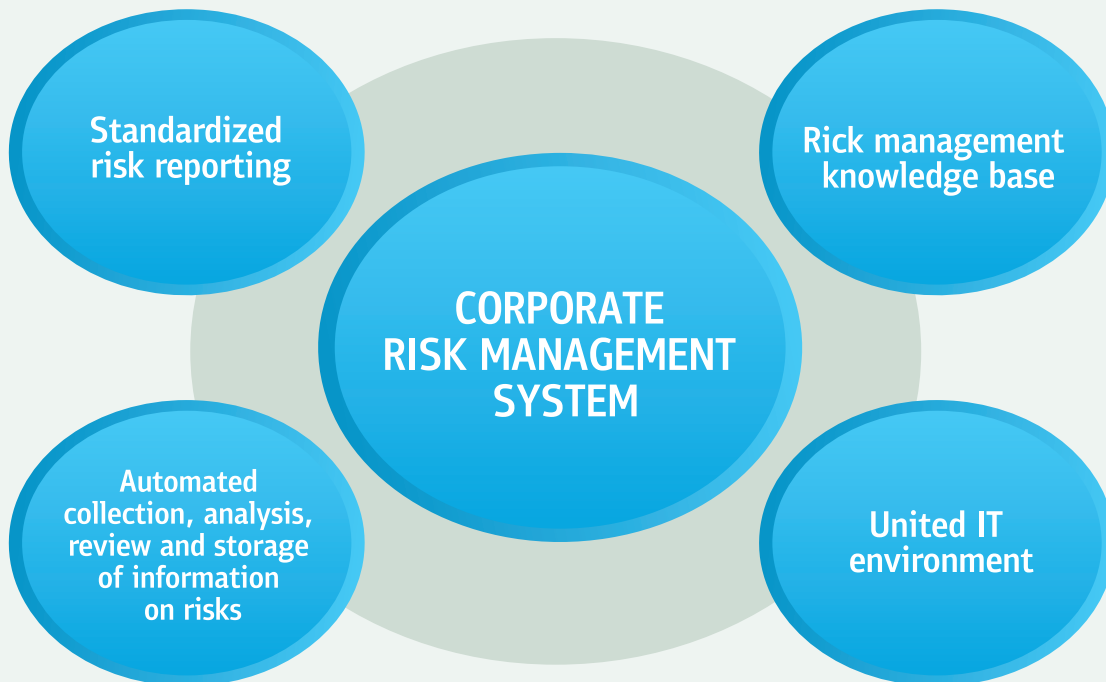 Standardized
risk reporting
Rick management
knowledge base
CORPORATE
RISK MANAGEMENT
SYSTEM
Automated
collection, analysis,
review and storage
of information
on risks
United IT
environment